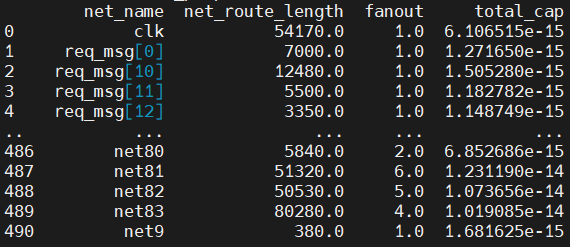 net_name net_route_length fanout total_cap
0 clk 54170.0 1.0 6.106515e-15
1 req_msg[0] 7000.0 1.0 1.271650e-15
2 req_msg[10] 12480.0 1.0 1.505280e-15
3 req_msg[11] 5500.0 1.0 1.182782e-15
4 req_msg[12] 3350.0 1.0 1.148749e-15
.. ... ... ... ...
486 net80 5840.0 2.0 6.852686e-15
487 net81 51320.0 6.0 1.231190e-14
488 net82 50530.0 5.0 1.073656e-14
489 net83 80280.0 4.0 1.019085e-14
490 net9 380.0 1.0 1.681625e-15